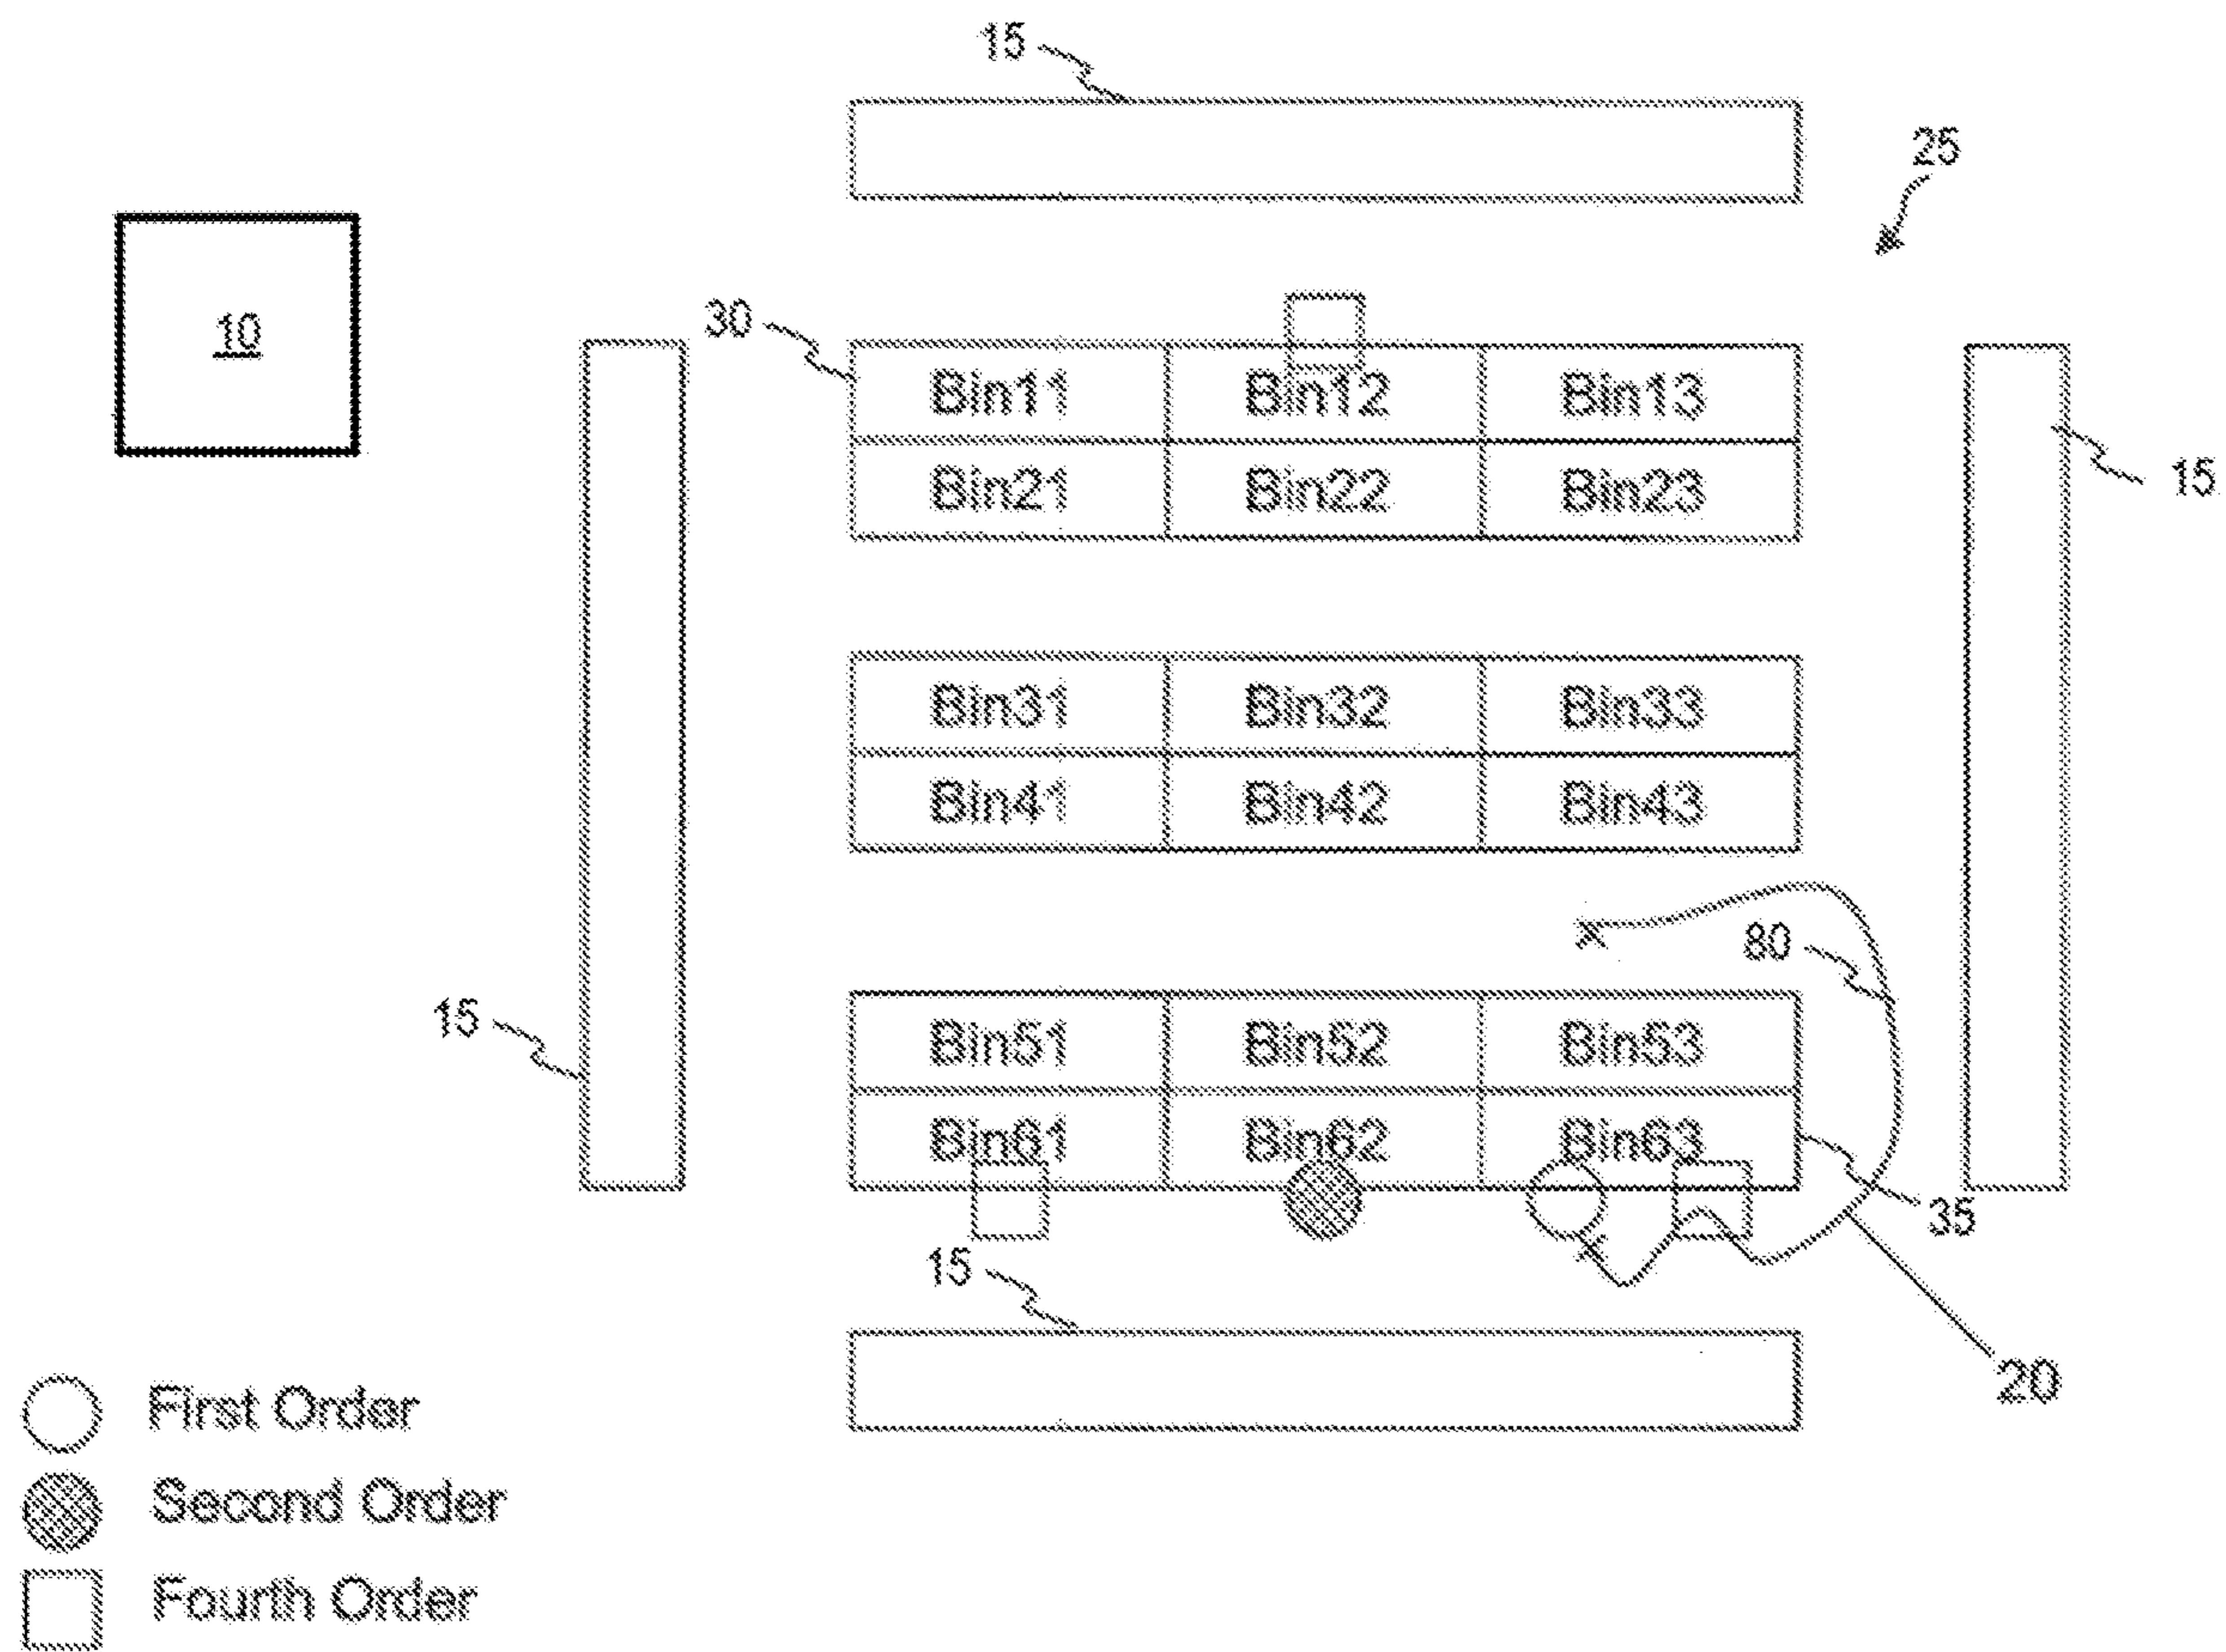 15
25
10
30
Bin11 Bin12 Bin13
15
Bin21 Bin22 Bin23
Bin31 Bin32 Bin33
Bin41 Bin42 Bin43
80
15
Bin51 Bin52 Bin53
Bin61 Bin62 Bin63
35
15
20
First Order
Second Order
Fourth Order